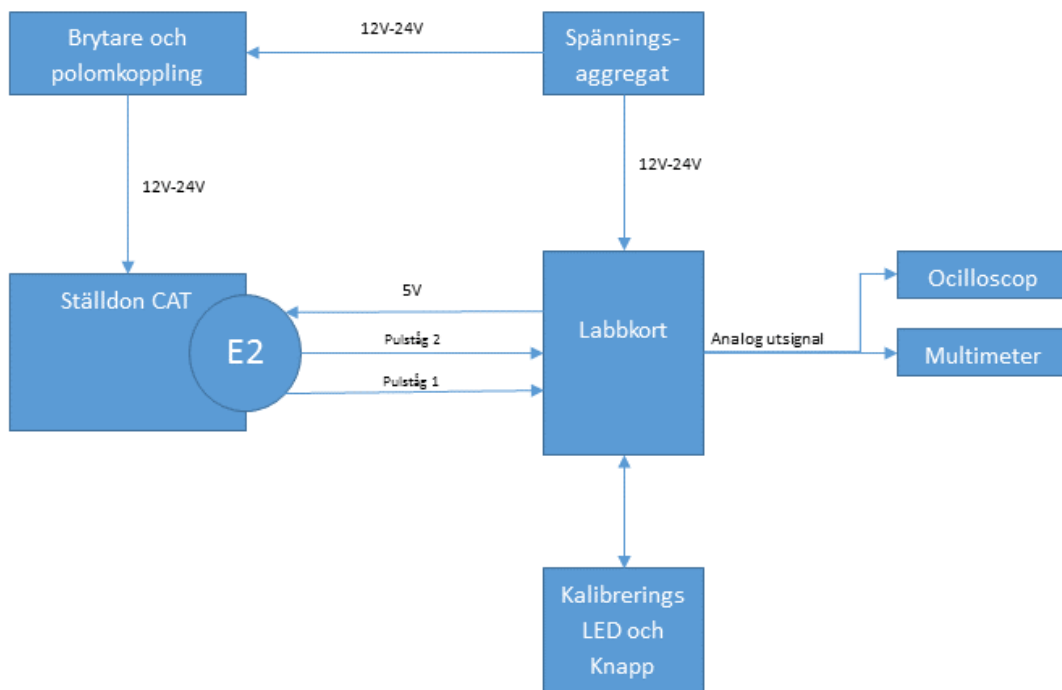 Brytare och
polomkoppling
12V-24V
Spännings-
aggregat
12V-24V
12V-24V
Ställdon CAT
E2
5V
Pulståg 2
Pulståg 1
Labbkort
Analog utsignal
Ocilloscop
Multimeter
Kalibrerings
LED och
Knapp